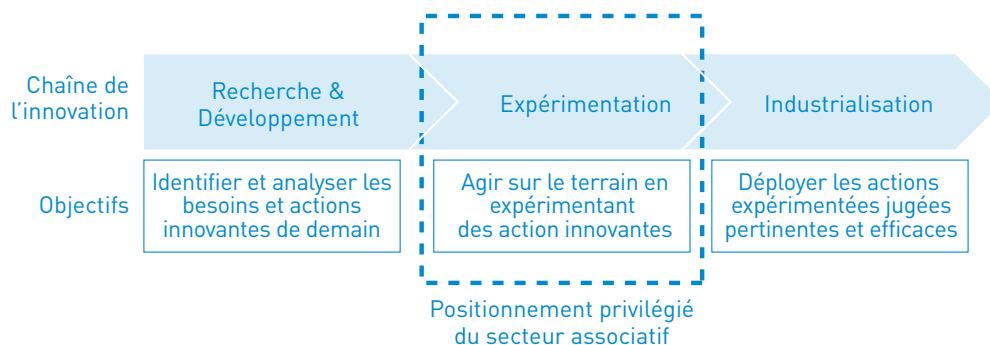 Chaîne de
l'innovation
Recherche &
Développement
Expérimentation
Industrialisation
Objectifs
Identifier et analyser les
besoins et actions
innovantes de demain
Agir sur le terrain en
expérimentant
des action innovantes
Déployer les actions
expérimentées jugées
pertinentes et efficaces
Positionnement privilégié
du secteur associatif